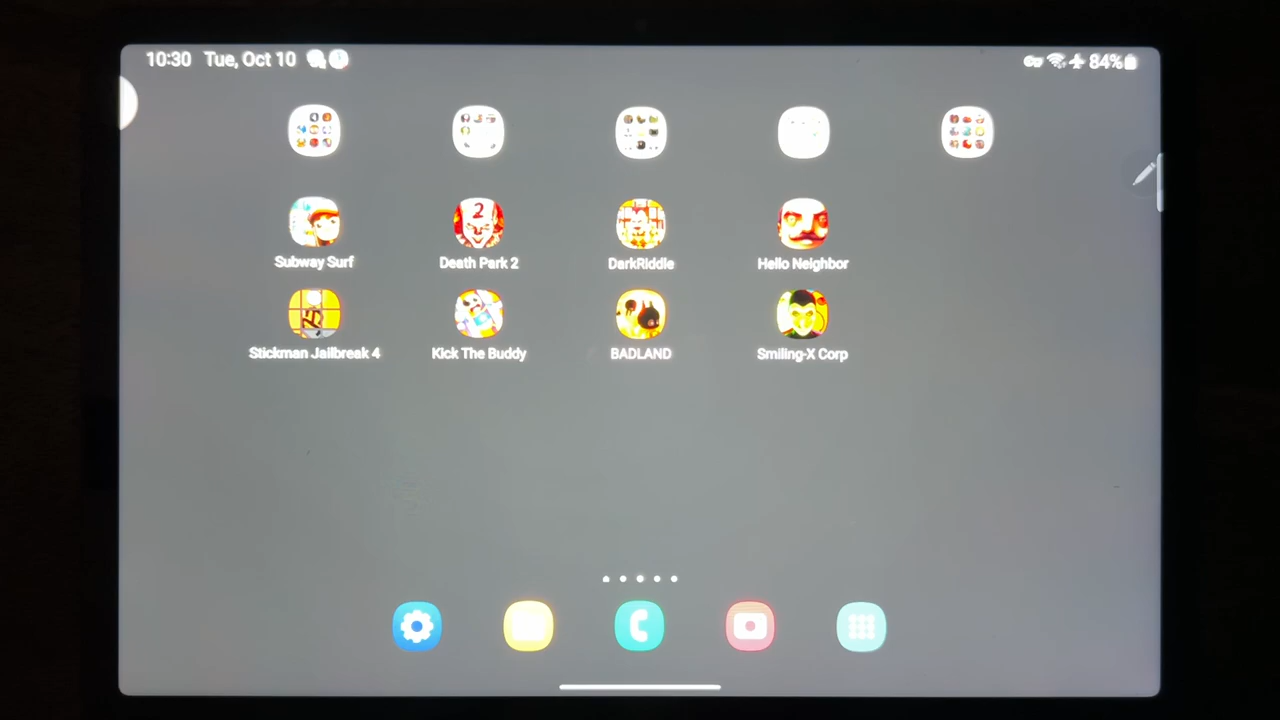 10:30 Tue, Oct 10 84%
Subway Surf Death Park 2 DarkRiddle Hello Neighbor
2
Stickman Jailbreak 4 Kick The Buddy BADLAND Smiling-X Corp